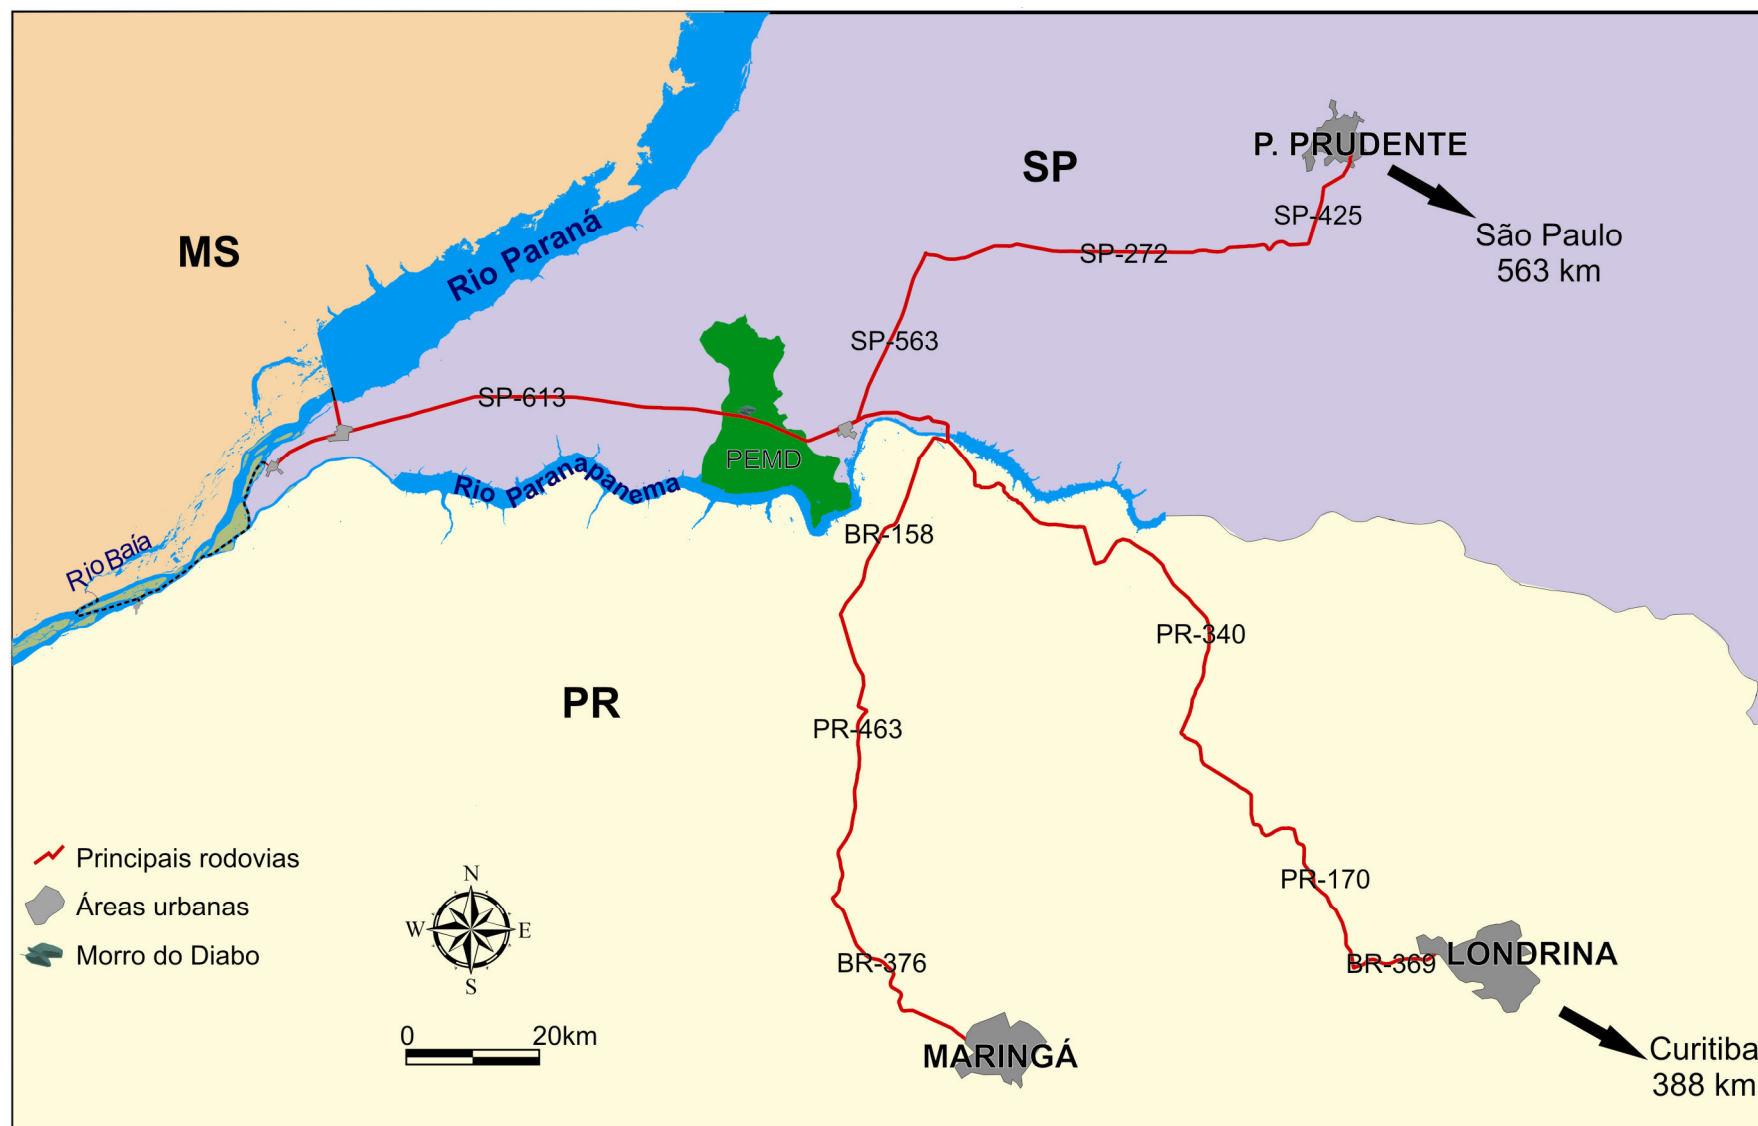 P. PRUDENTE
SP
SP-425
São Paulo
563 km
MS
Rio Paraná
SP-272
SP-563
SP-613
PEMD
Rio Paranapanema
BR-158
Rio Baía
PR-340
PR
PR-463
Principais rodovias
Áreas urbanas
Morro do Diabo
N
W
E
S
0
20km
PR-170
BR-376
BR-369
LONDRINA
MARINGÁ
Curitiba
388 km